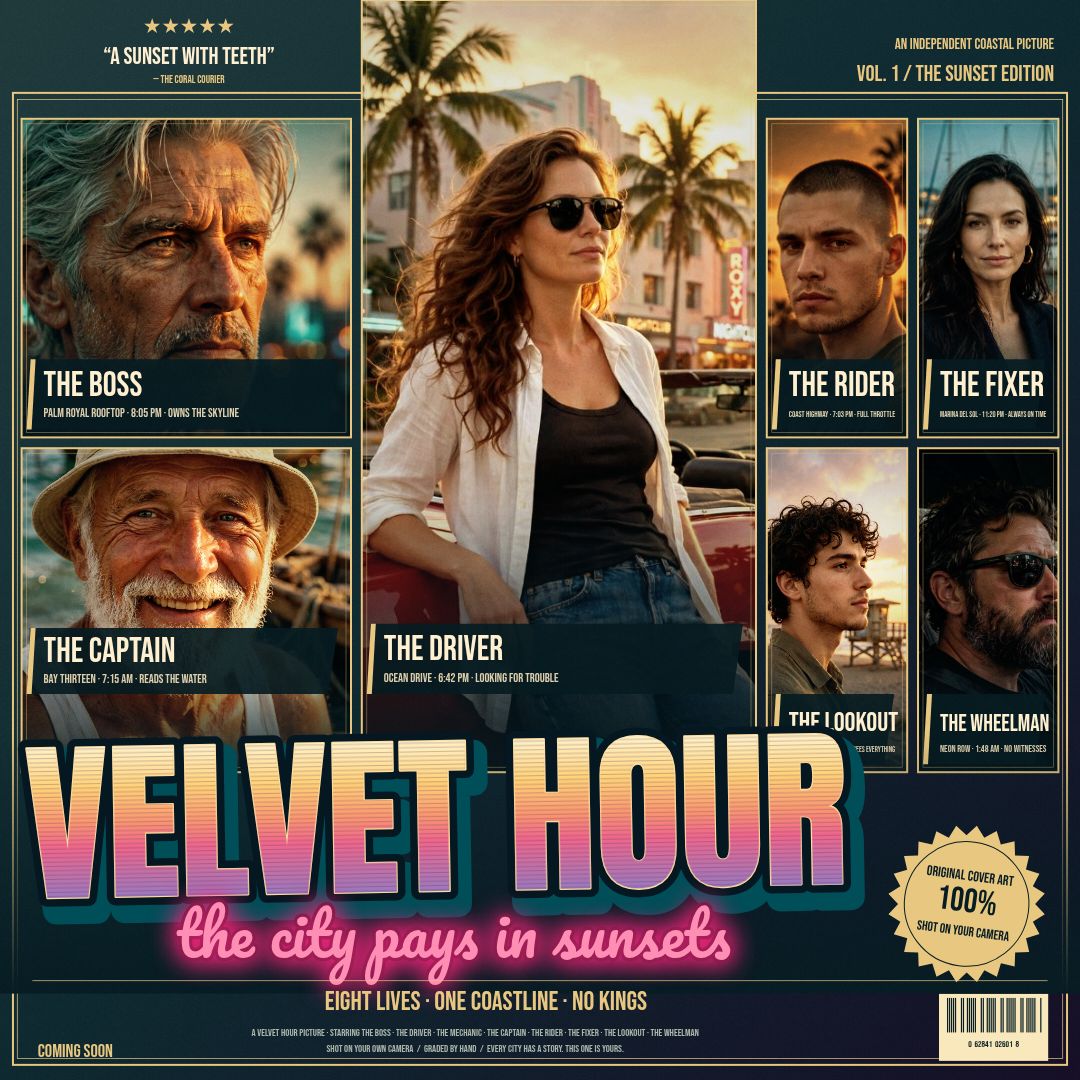 ★★★★★
“A SUNSET WITH TEETH”
– THE CORAL COURIER
AN INDEPENDENT COASTAL PICTURE
VOL. 1 / THE SUNSET EDITION
THE BOSS
PALM ROYAL ROOFTOP · 8:05 PM · OWNS THE SKYLINE
ROXY
THE RIDER
COAST HIGHWAY · 7:03 PM · FULL THROTTLE
THE FIXER
MARINA DEL SOL · 11:20 PM · ALWAYS ON TIME
THE CAPTAIN
BAY THIRTEEN · 7:15 AM · READS THE WATER
THE DRIVER
OCEAN DRIVE · 6:42 PM · LOOKING FOR TROUBLE
THE LOOKOUT
EVERYTHING
THE WHEELMAN
NEON ROW · 1:48 AM · NO WITNESSES
VELVET HOUR
the city pays in sunsets
ORIGINAL COVER ART
100%
SHOT ON YOUR CAMERA
EIGHT LIVES · ONE COASTLINE · NO KINGS
A VELVET HOUR PICTURE · STARRING THE BOSS · THE DRIVER · THE MECHANIC · THE CAPTAIN · THE RIDER · THE FIXER · THE LOOKOUT · THE WHEELMAN
SHOT ON YOUR OWN CAMERA / GRADED BY HAND / EVERY CITY HAS A STORY. THIS ONE IS YOURS.
COMING SOON
0 62841 02601 8